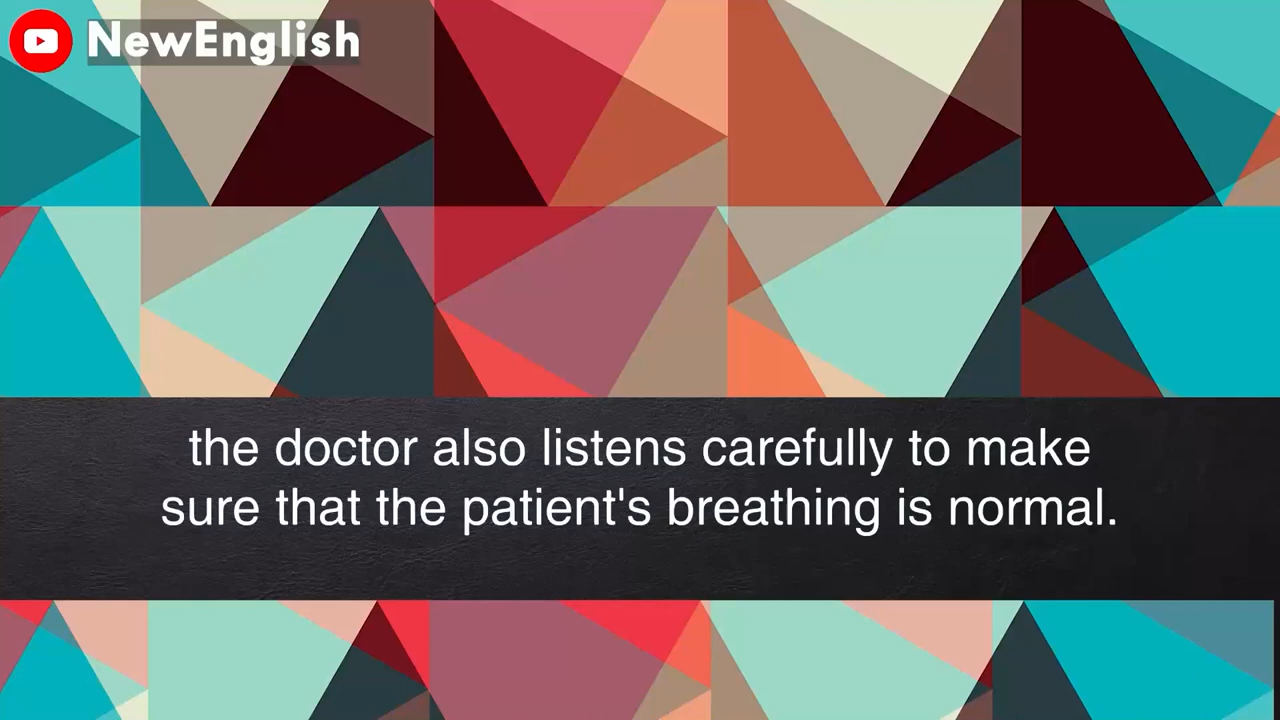 NewEnglish
the doctor also listens carefully to make
sure that the patient's breathing is normal.